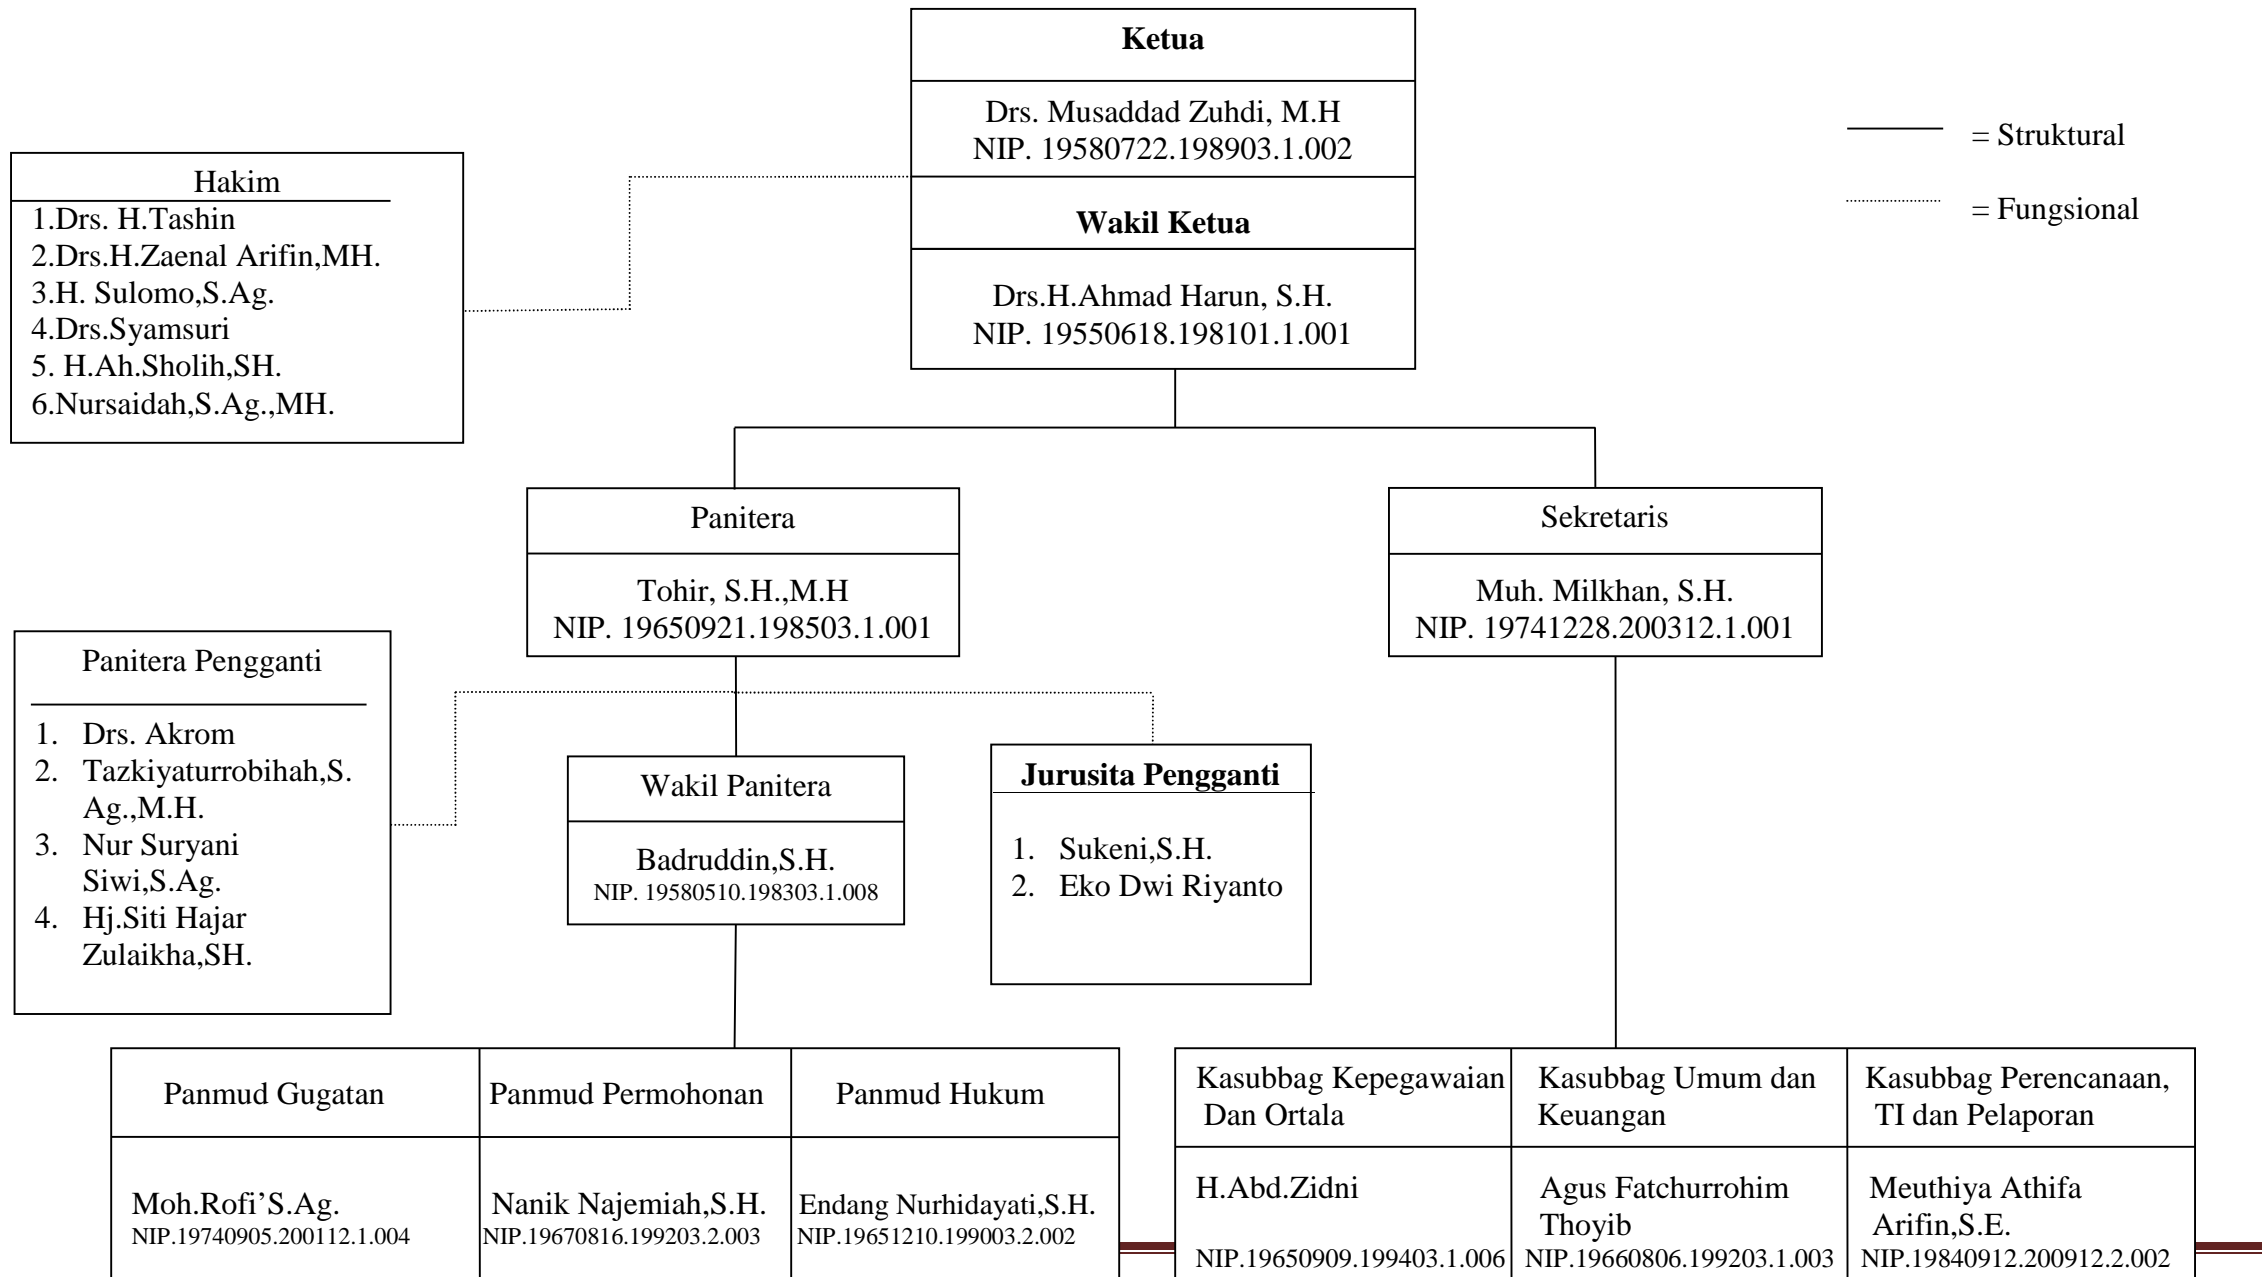 Ketua
Drs. Musaddad Zuhdi, M.H
NIP. 19580722.198903.1.002
Wakil Ketua
Drs.H.Ahmad Harun, S.H.
NIP. 19550618.198101.1.001
= Struktural
= Fungsional
Hakim
1.Drs. H.Tashin
2.Drs.H.Zaenal Arifin,MH.
3.H. Sulomo,S.Ag.
4.Drs.Syamsuri
5. H.Ah.Sholih,SH.
6.Nursaidah,S.Ag.,MH.
Panitera
Tohir, S.H.,M.H
NIP. 19650921.198503.1.001
Sekretaris
Muh. Milkhan, S.H.
NIP. 19741228.200312.1.001
Panitera Pengganti
1. Drs. Akrom
2. Tazkiyaturrobihah,S.
Ag.,M.H.
3. Nur Suryani
Siwi,S.Ag.
4. Hj.Siti Hajar
Zulaikha,SH.
Wakil Panitera
Badruddin,S.H.
NIP. 19580510.198303.1.008
Jurusita Pengganti
1. Sukeni,S.H.
2. Eko Dwi Riyanto
Panmud Gugatan
Moh.Rofi’S.Ag.
NIP.19740905.200112.1.004
Panmud Permohonan
Nanik Najemiah,S.H.
NIP.19670816.199203.2.003
Panmud Hukum
Endang Nurhidayati,S.H.
NIP.19651210.199003.2.002
Kasubbag Kepegawaian
Dan Ortala
H.Abd.Zidni
NIP.19650909.199403.1.006
Kasubbag Umum dan
Keuangan
Agus Fatchurrohim
Thoyib
NIP.19660806.199203.1.003
Kasubbag Perencanaan,
TI dan Pelaporan
Meuthiya Athifa
Arifin,S.E.
NIP.19840912.200912.2.002